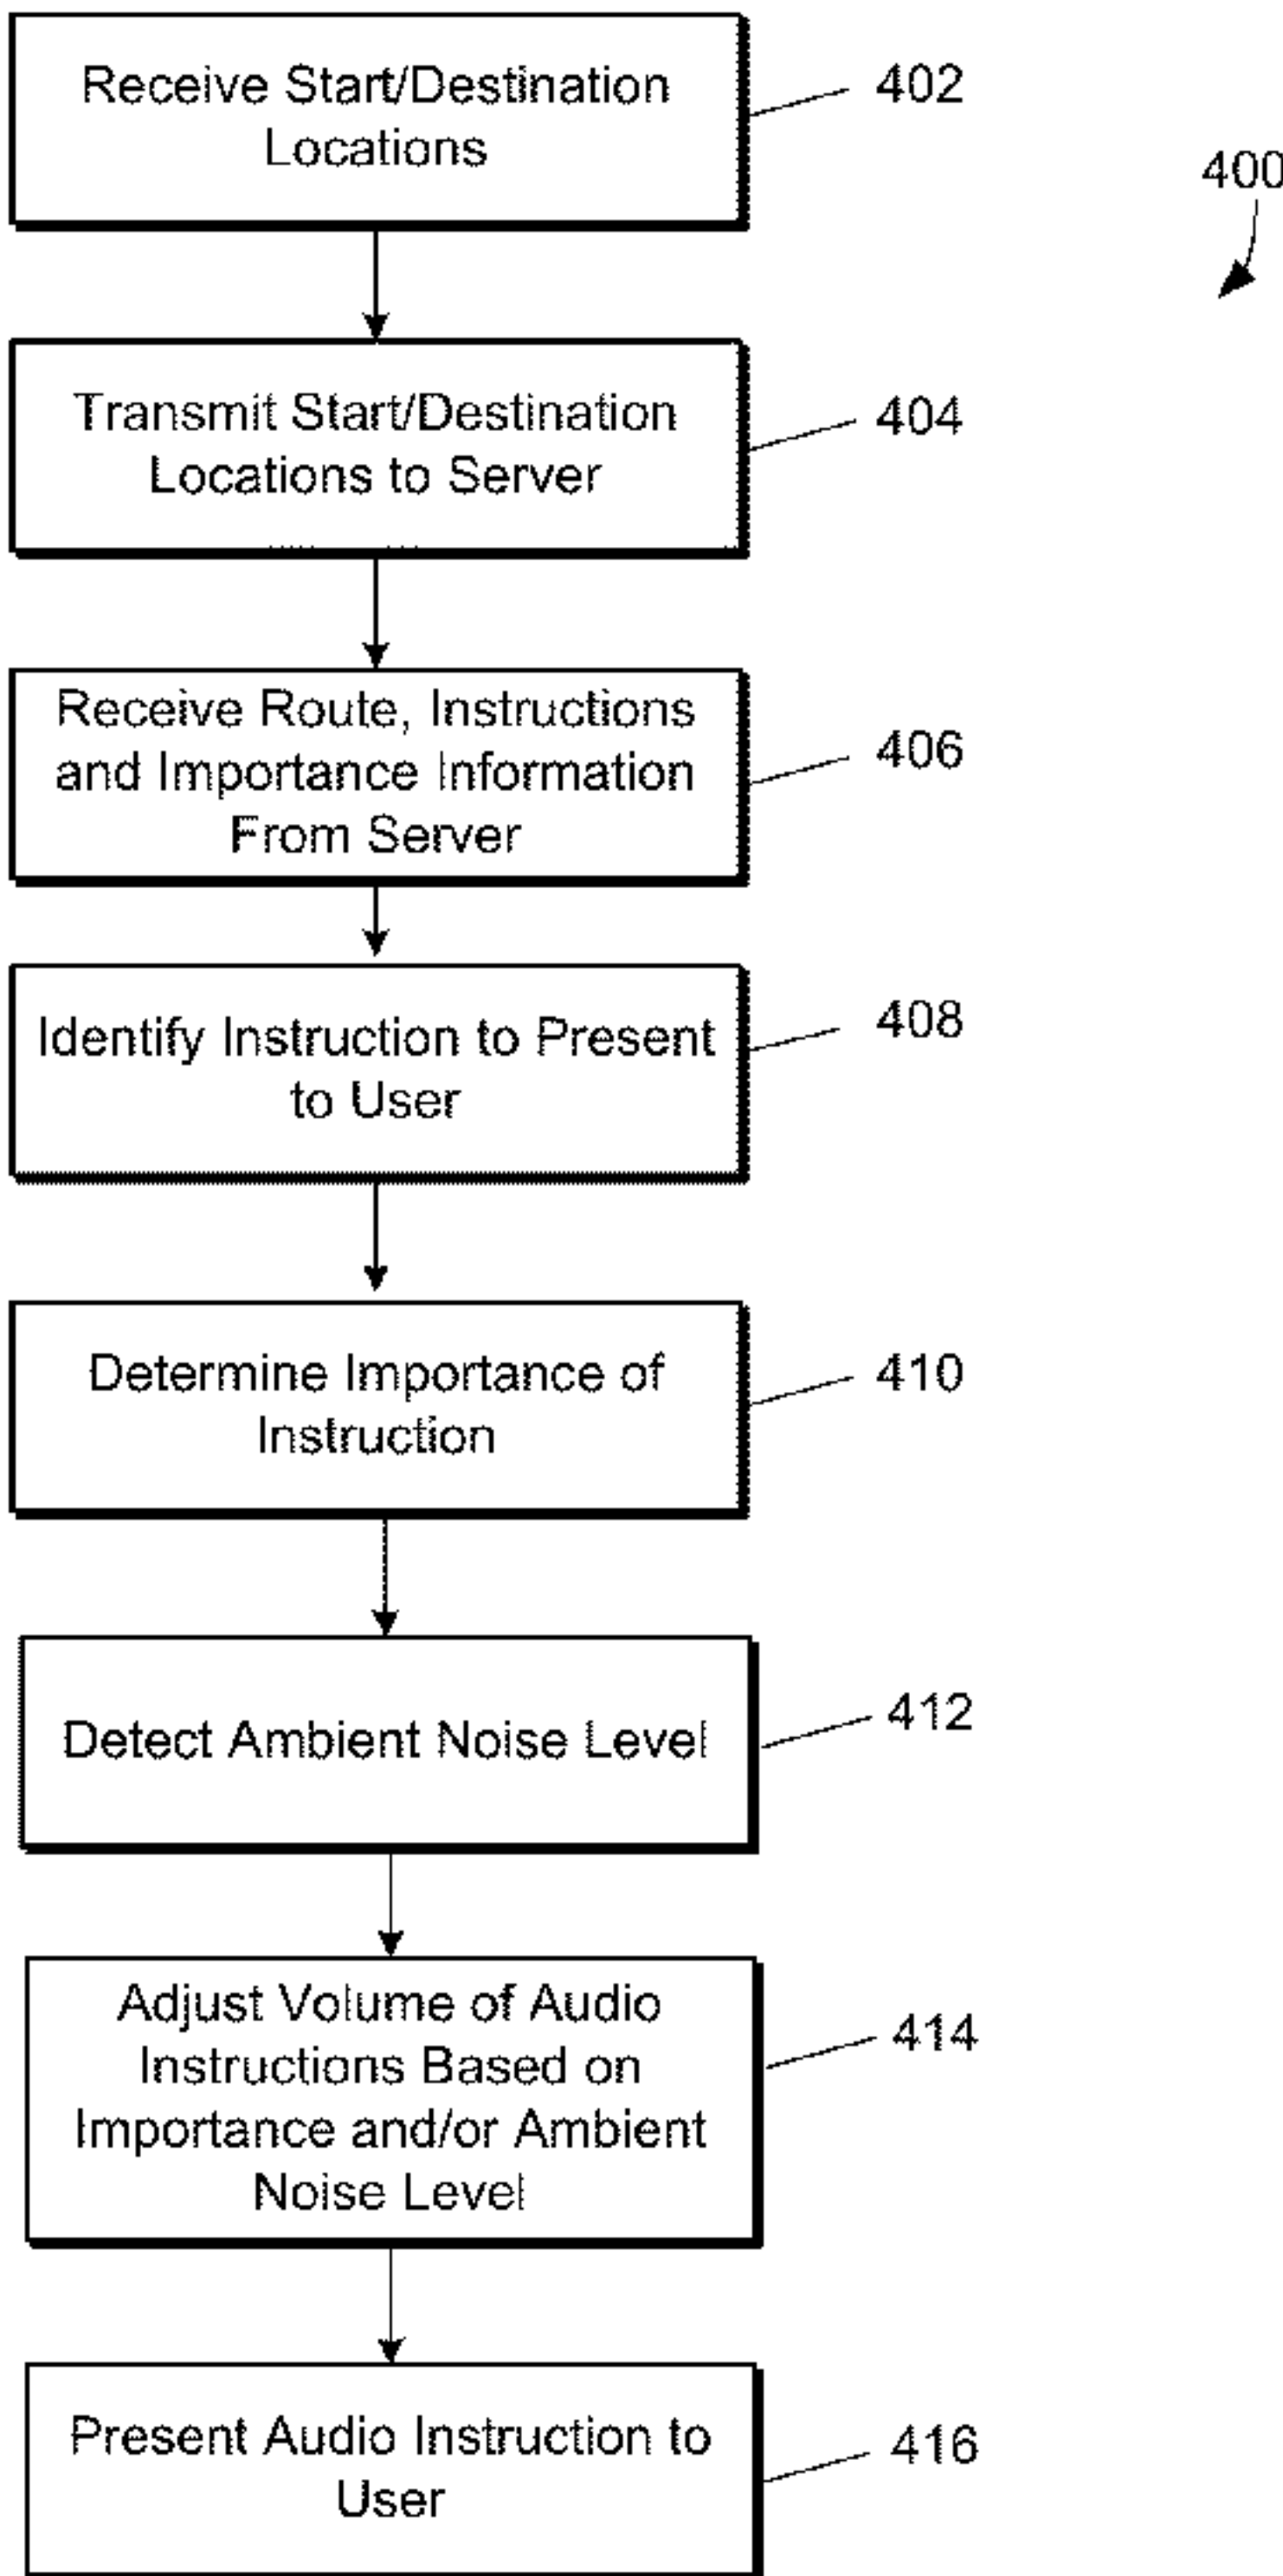 Receive Start/Destination
Locations
402
400
Transmit Start/Destination
Locations to Server
404
Receive Route, Instructions
and Importance Information
From Server
406
Identify Instruction to Present
to User
408
Determine Importance of
Instruction
410
Detect Ambient Noise Level
412
Adjust Volume of Audio
Instructions Based on
Importance and/or Ambient
Noise Level
414
Present Audio Instruction to
User
416